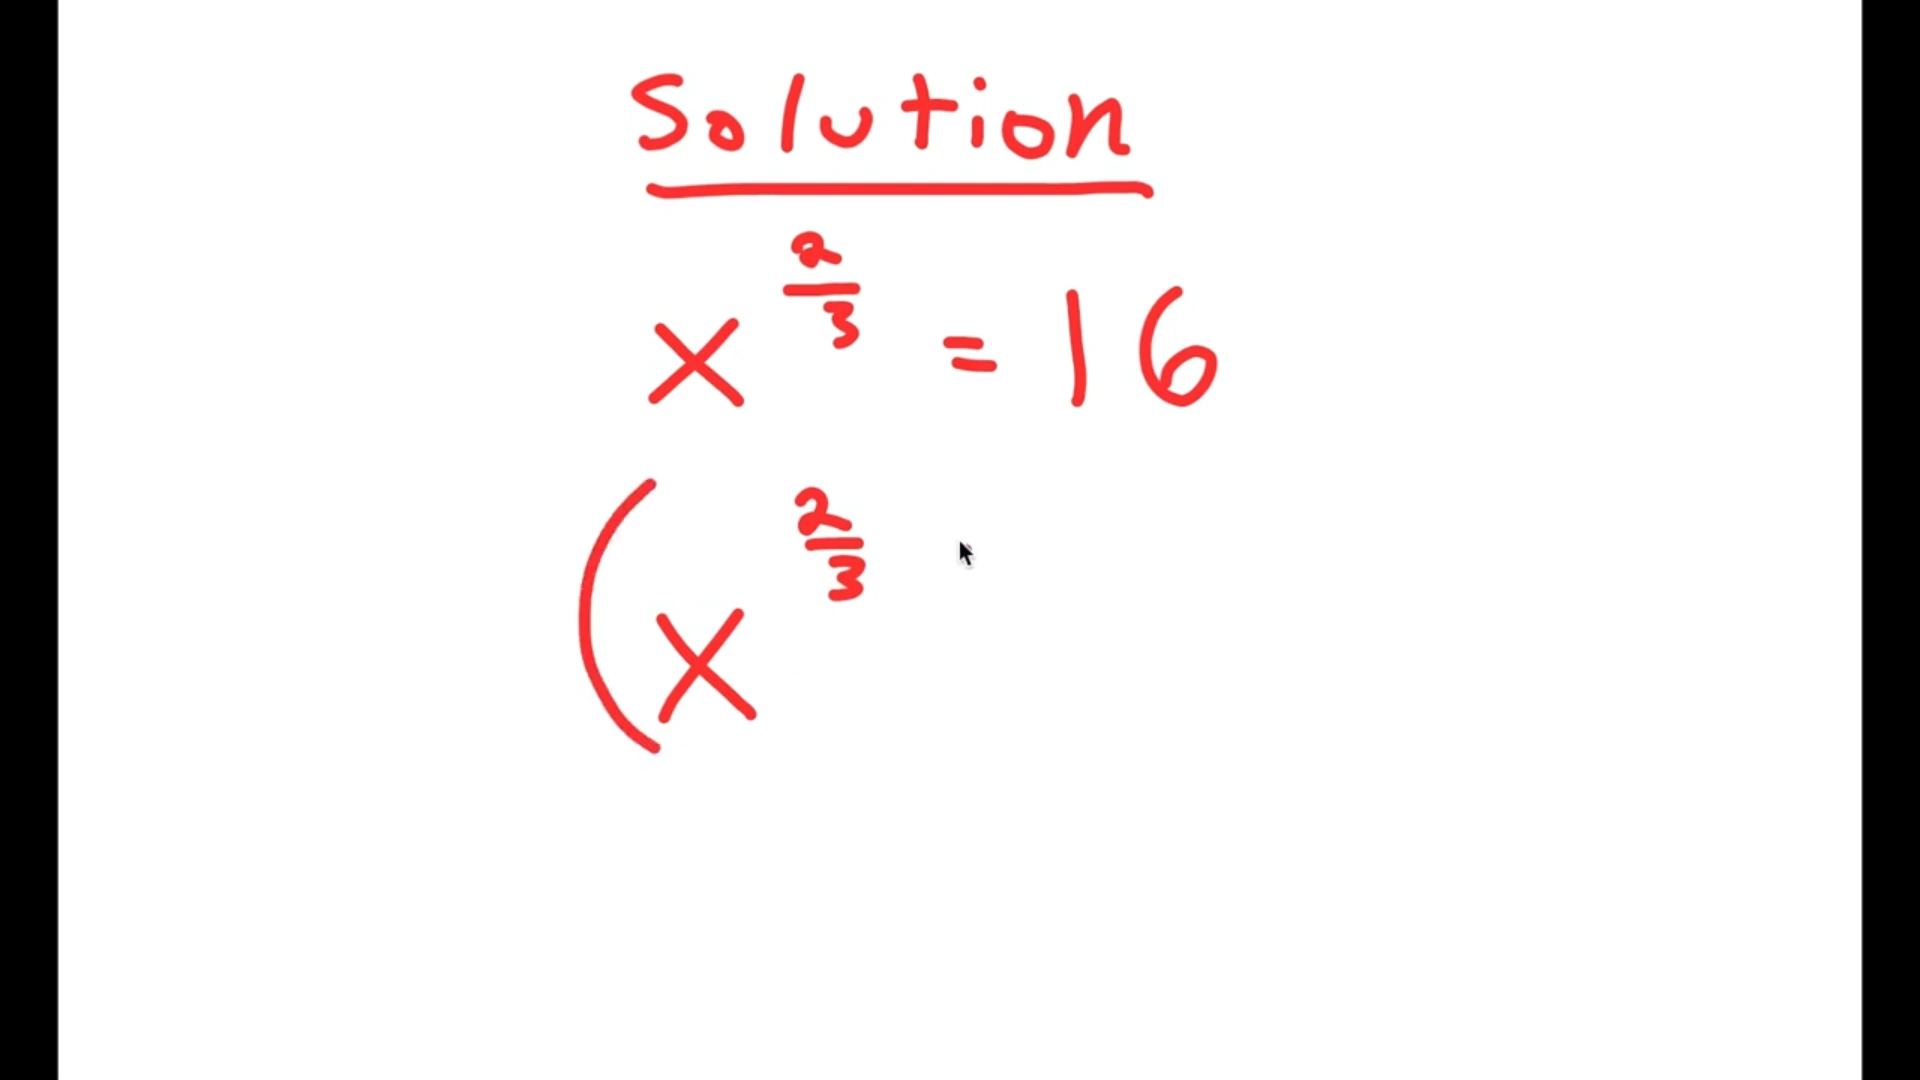 Solution
x^(2/3) = 16
(x^(2/3)